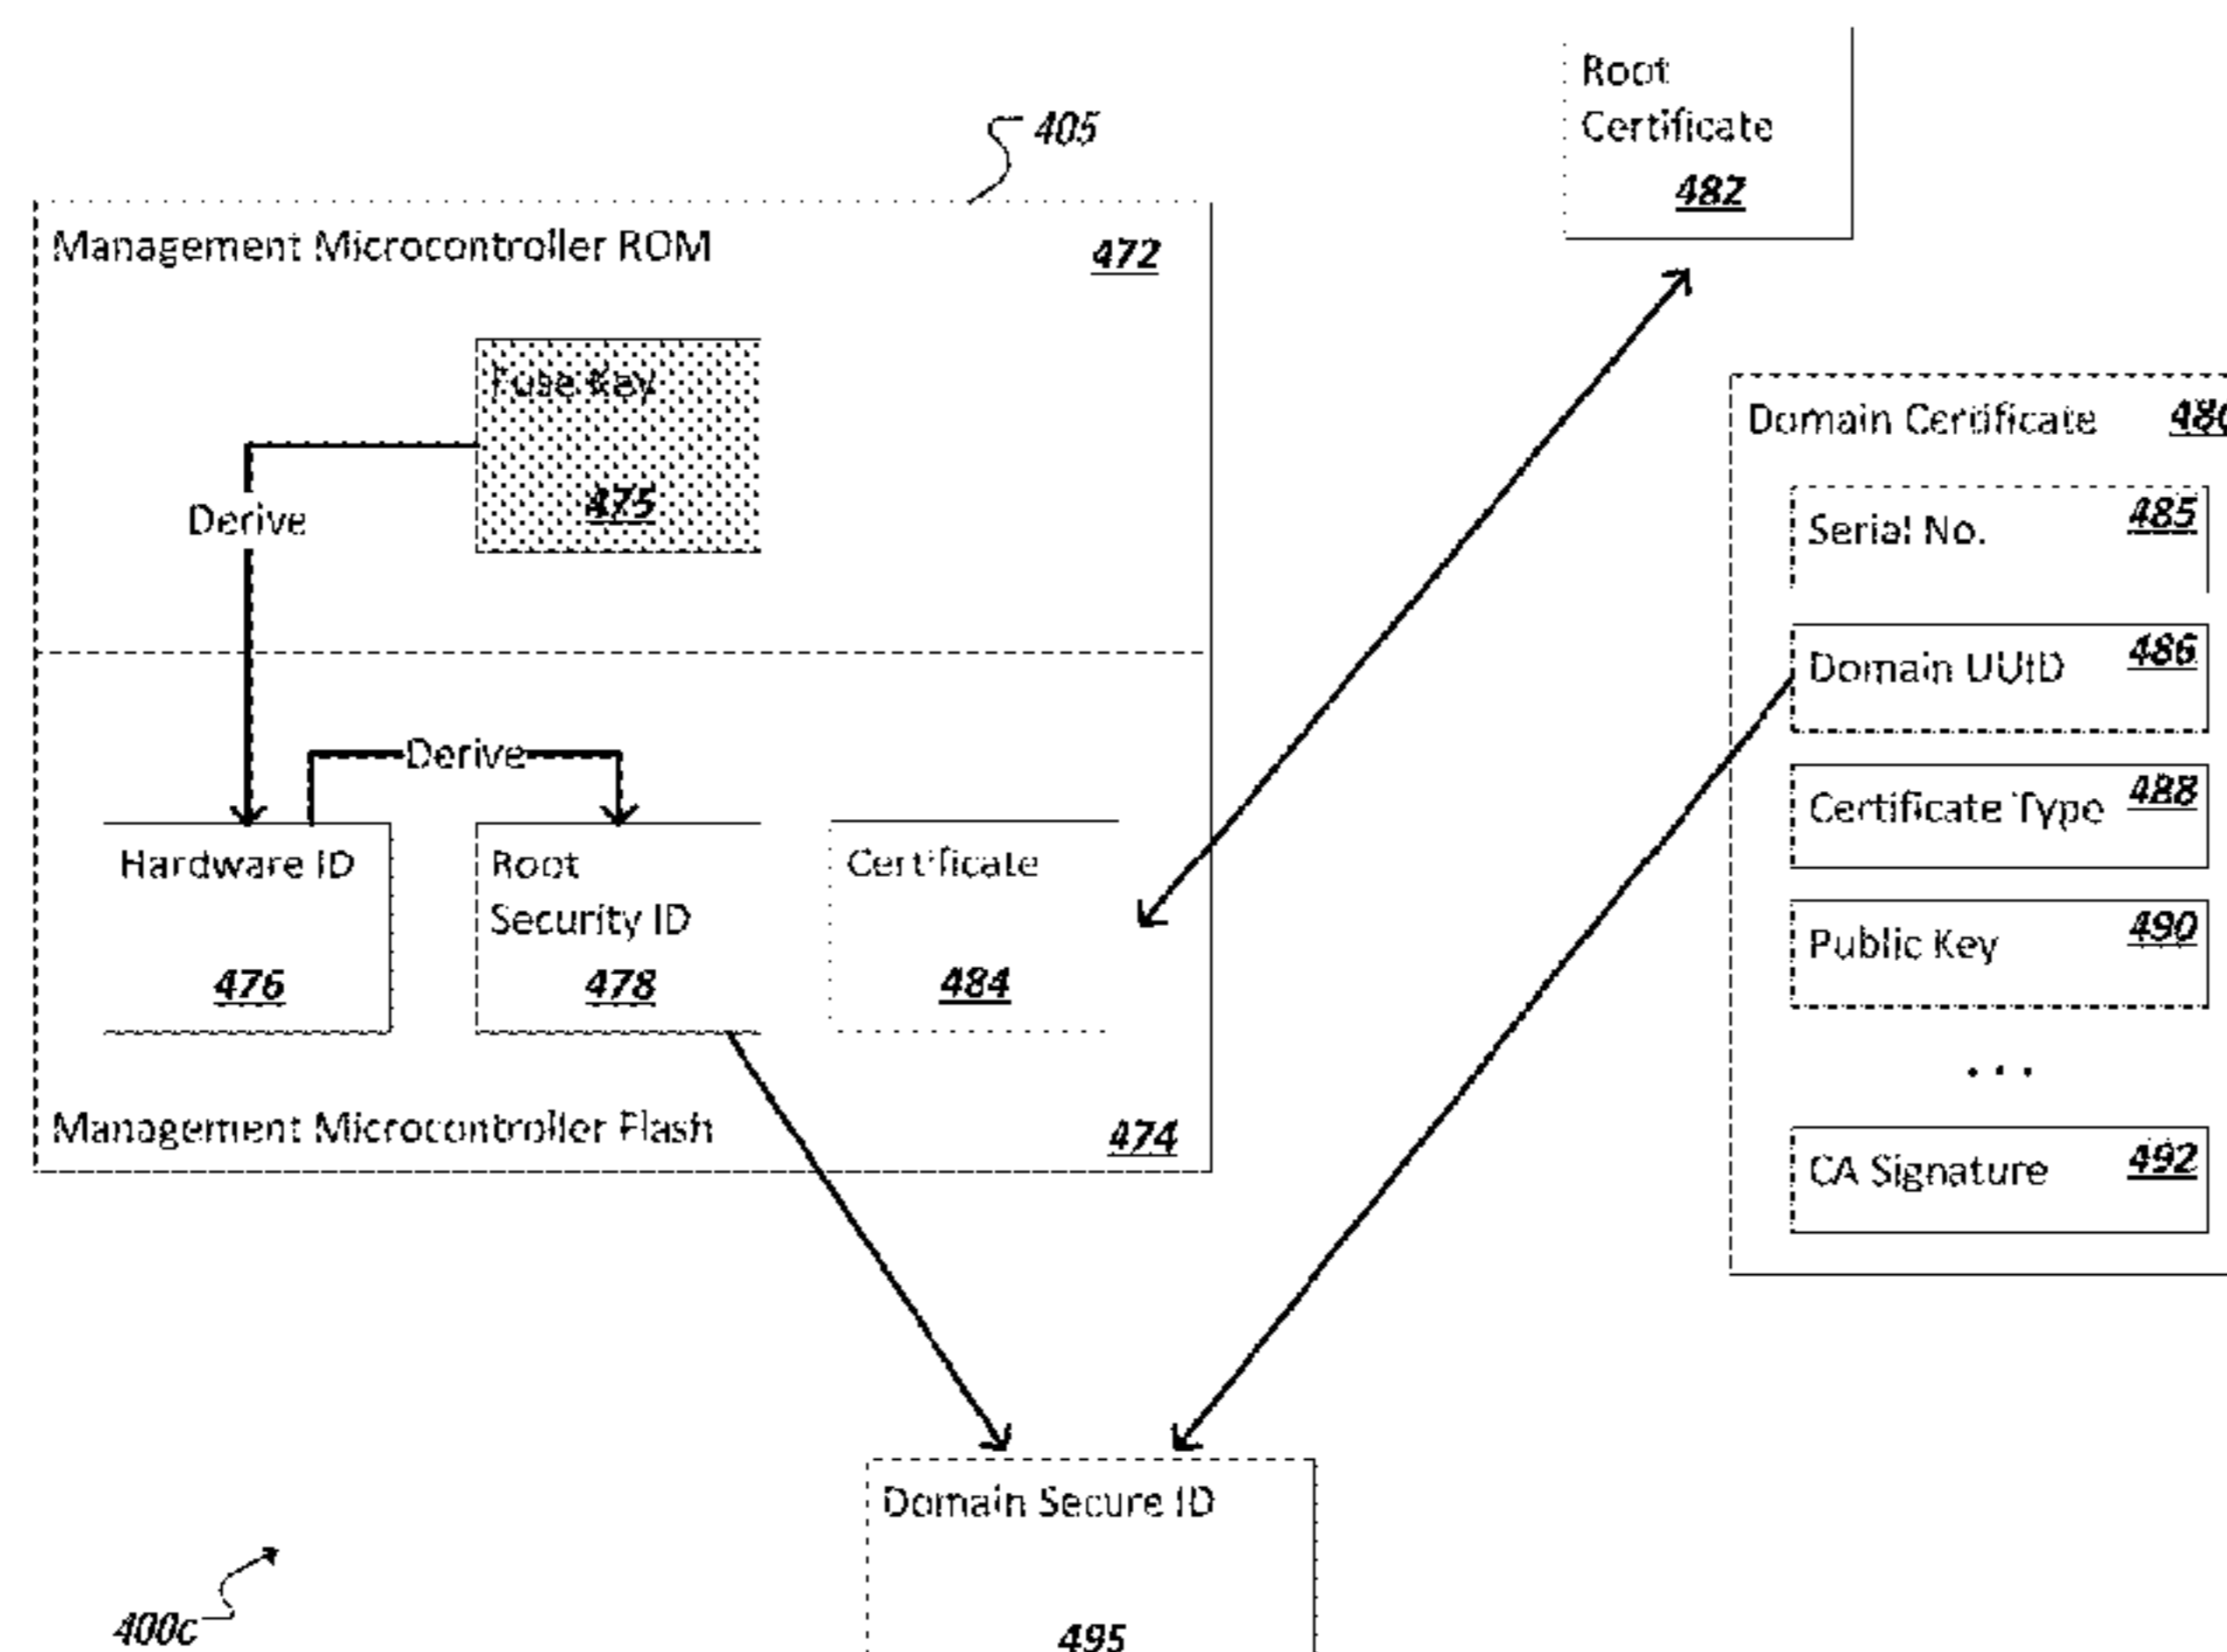 Root
Certificate
482
405
Management Microcontroller ROM
472
Fuse Key
475
Derive
Derive
Hardware ID
476
Root
Security ID
478
Certificate
484
Management Microcontroller Flash
474
Domain Certificate
Serial No.
485
Domain UUID
486
Certificate Type
488
Public Key
490
...
CA Signature
492
Domain Secure ID
495
400c